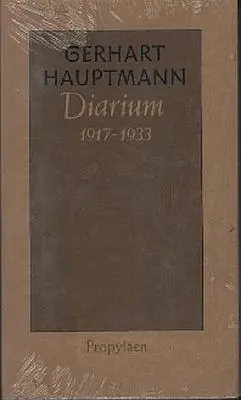 GERHART
HAUPTMANN
Diarium
1917-1933
Propyläen